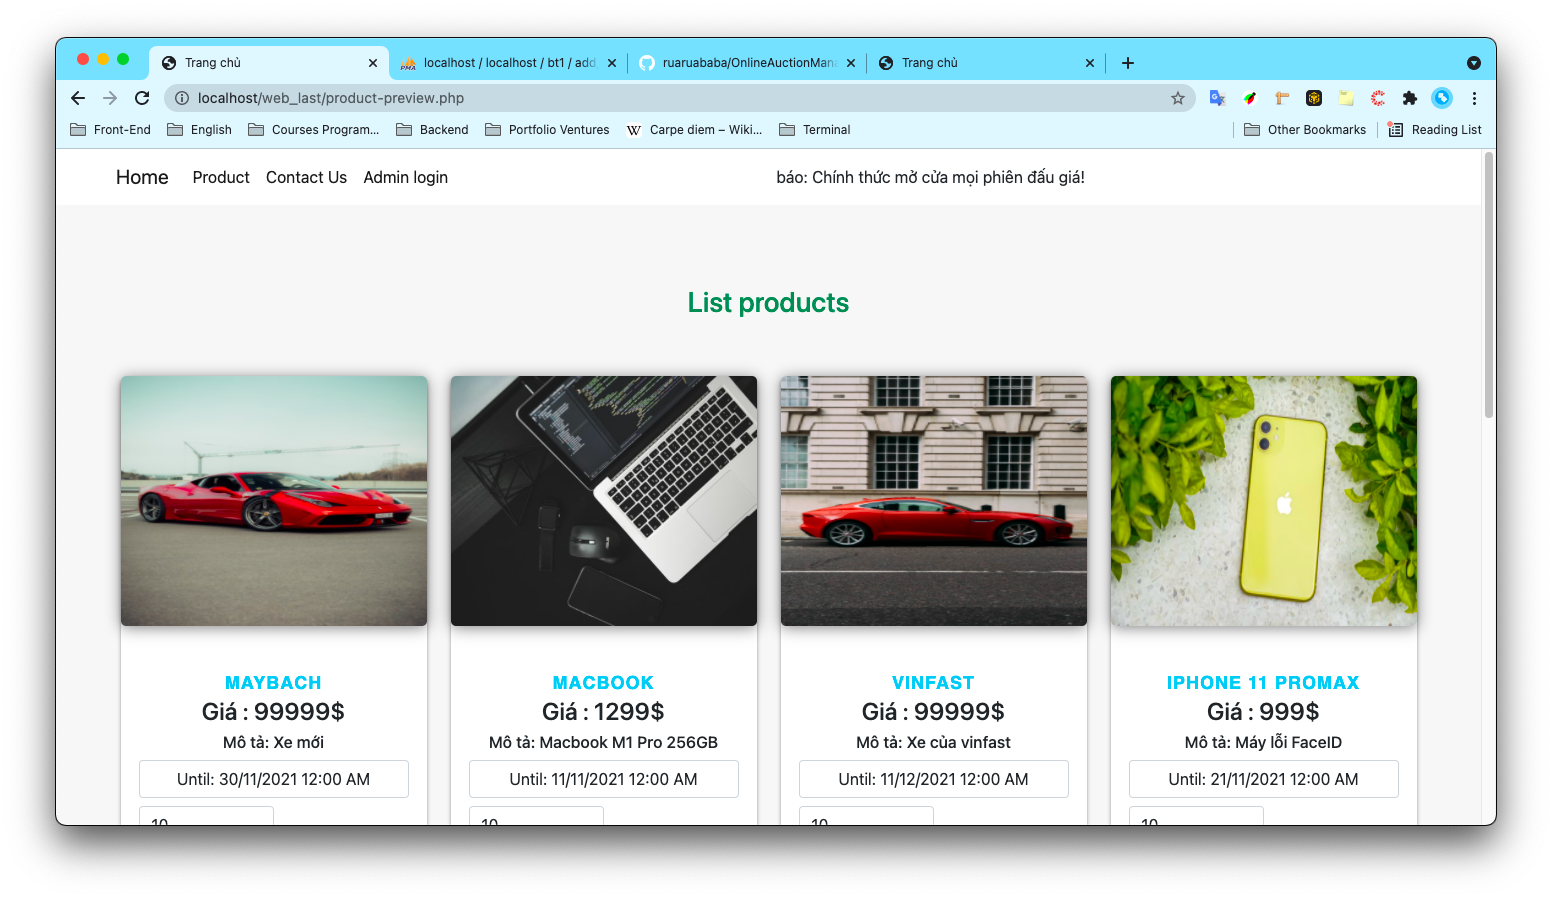 Trang chủ
localhost / localhost / bt1 / add
ruaruababa/OnlineAuctionMana
Trang chủ
localhost/web_last/product-preview.php
Front-End English Courses Program... Backend Portfolio Ventures W Carpe diem – Wiki... Terminal Other Bookmarks Reading List
Home Product Contact Us Admin login báo: Chính thức mở cửa mọi phiên đấu giá!
List products
MAYBACH
Giá : 99999$
Mô tả: Xe mới
Until: 30/11/2021 12:00 AM
10
MACBOOK
Giá : 1299$
Mô tả: Macbook M1 Pro 256GB
Until: 11/11/2021 12:00 AM
10
VINFAST
Giá : 99999$
Mô tả: Xe của vinfast
Until: 11/12/2021 12:00 AM
10
IPHONE 11 PROMAX
Giá : 999$
Mô tả: Máy lỗi FaceID
Until: 21/11/2021 12:00 AM
10